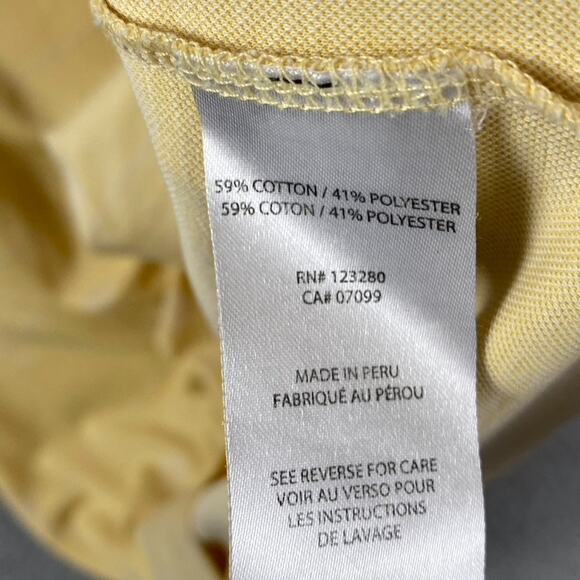 59% COTTON / 41% POLYESTER
59% COTON / 41% POLYESTER
RN# 123280
CA# 07099
MADE IN PERU
FABRIQUÉ AU PÉROU
SEE REVERSE FOR CARE
VOIR AU VERSO POUR
LES INSTRUCTIONS
DE LAVAGE